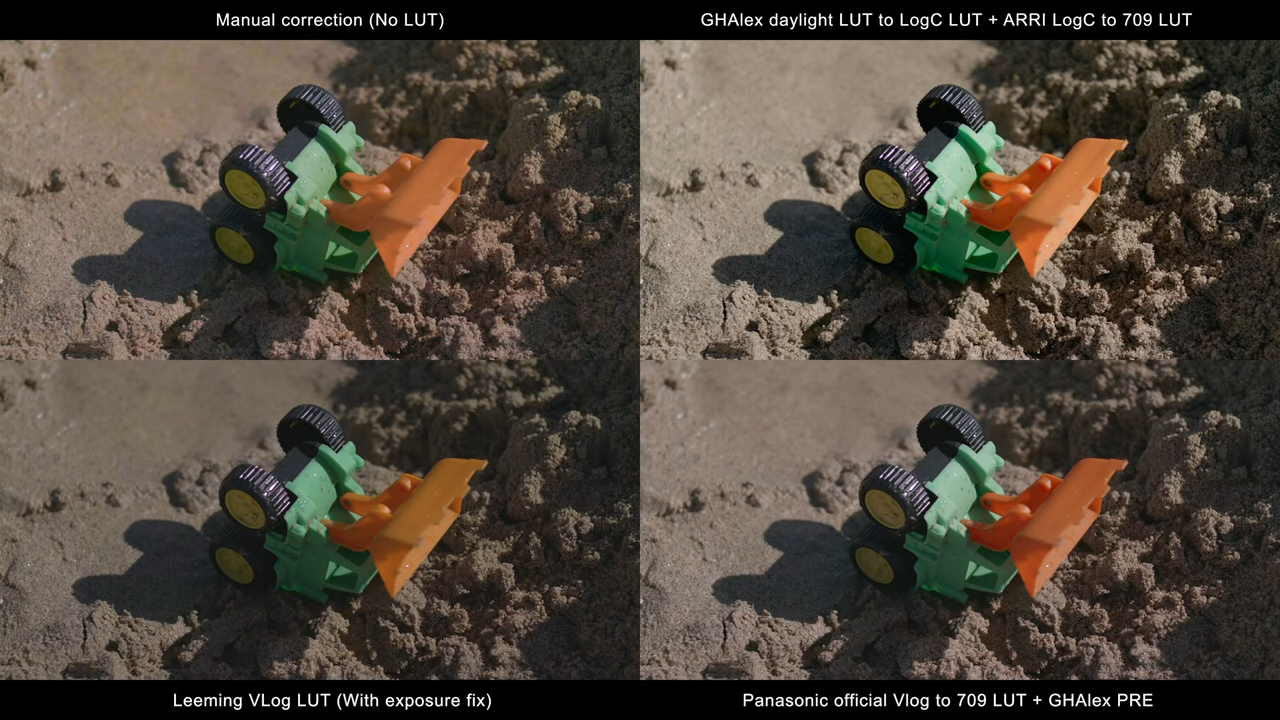 Manual correction (No LUT)
GHAlex daylight LUT to LogC LUT + ARRI LogC to 709 LUT
Leeming VLog LUT (With exposure fix)
Panasonic official Vlog to 709 LUT + GHAlex PRE